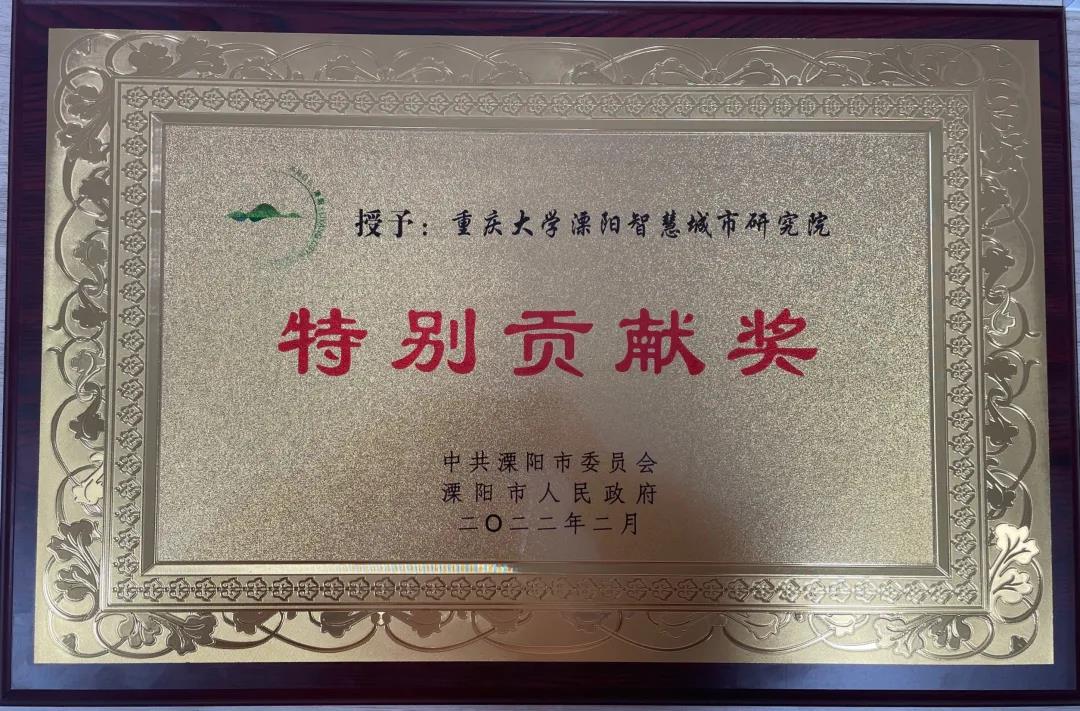 授予：重庆大学溧阳智慧城市研究院
特别贡献奖
中共溧阳市委员会
溧阳市人民政府
二〇二二年二月